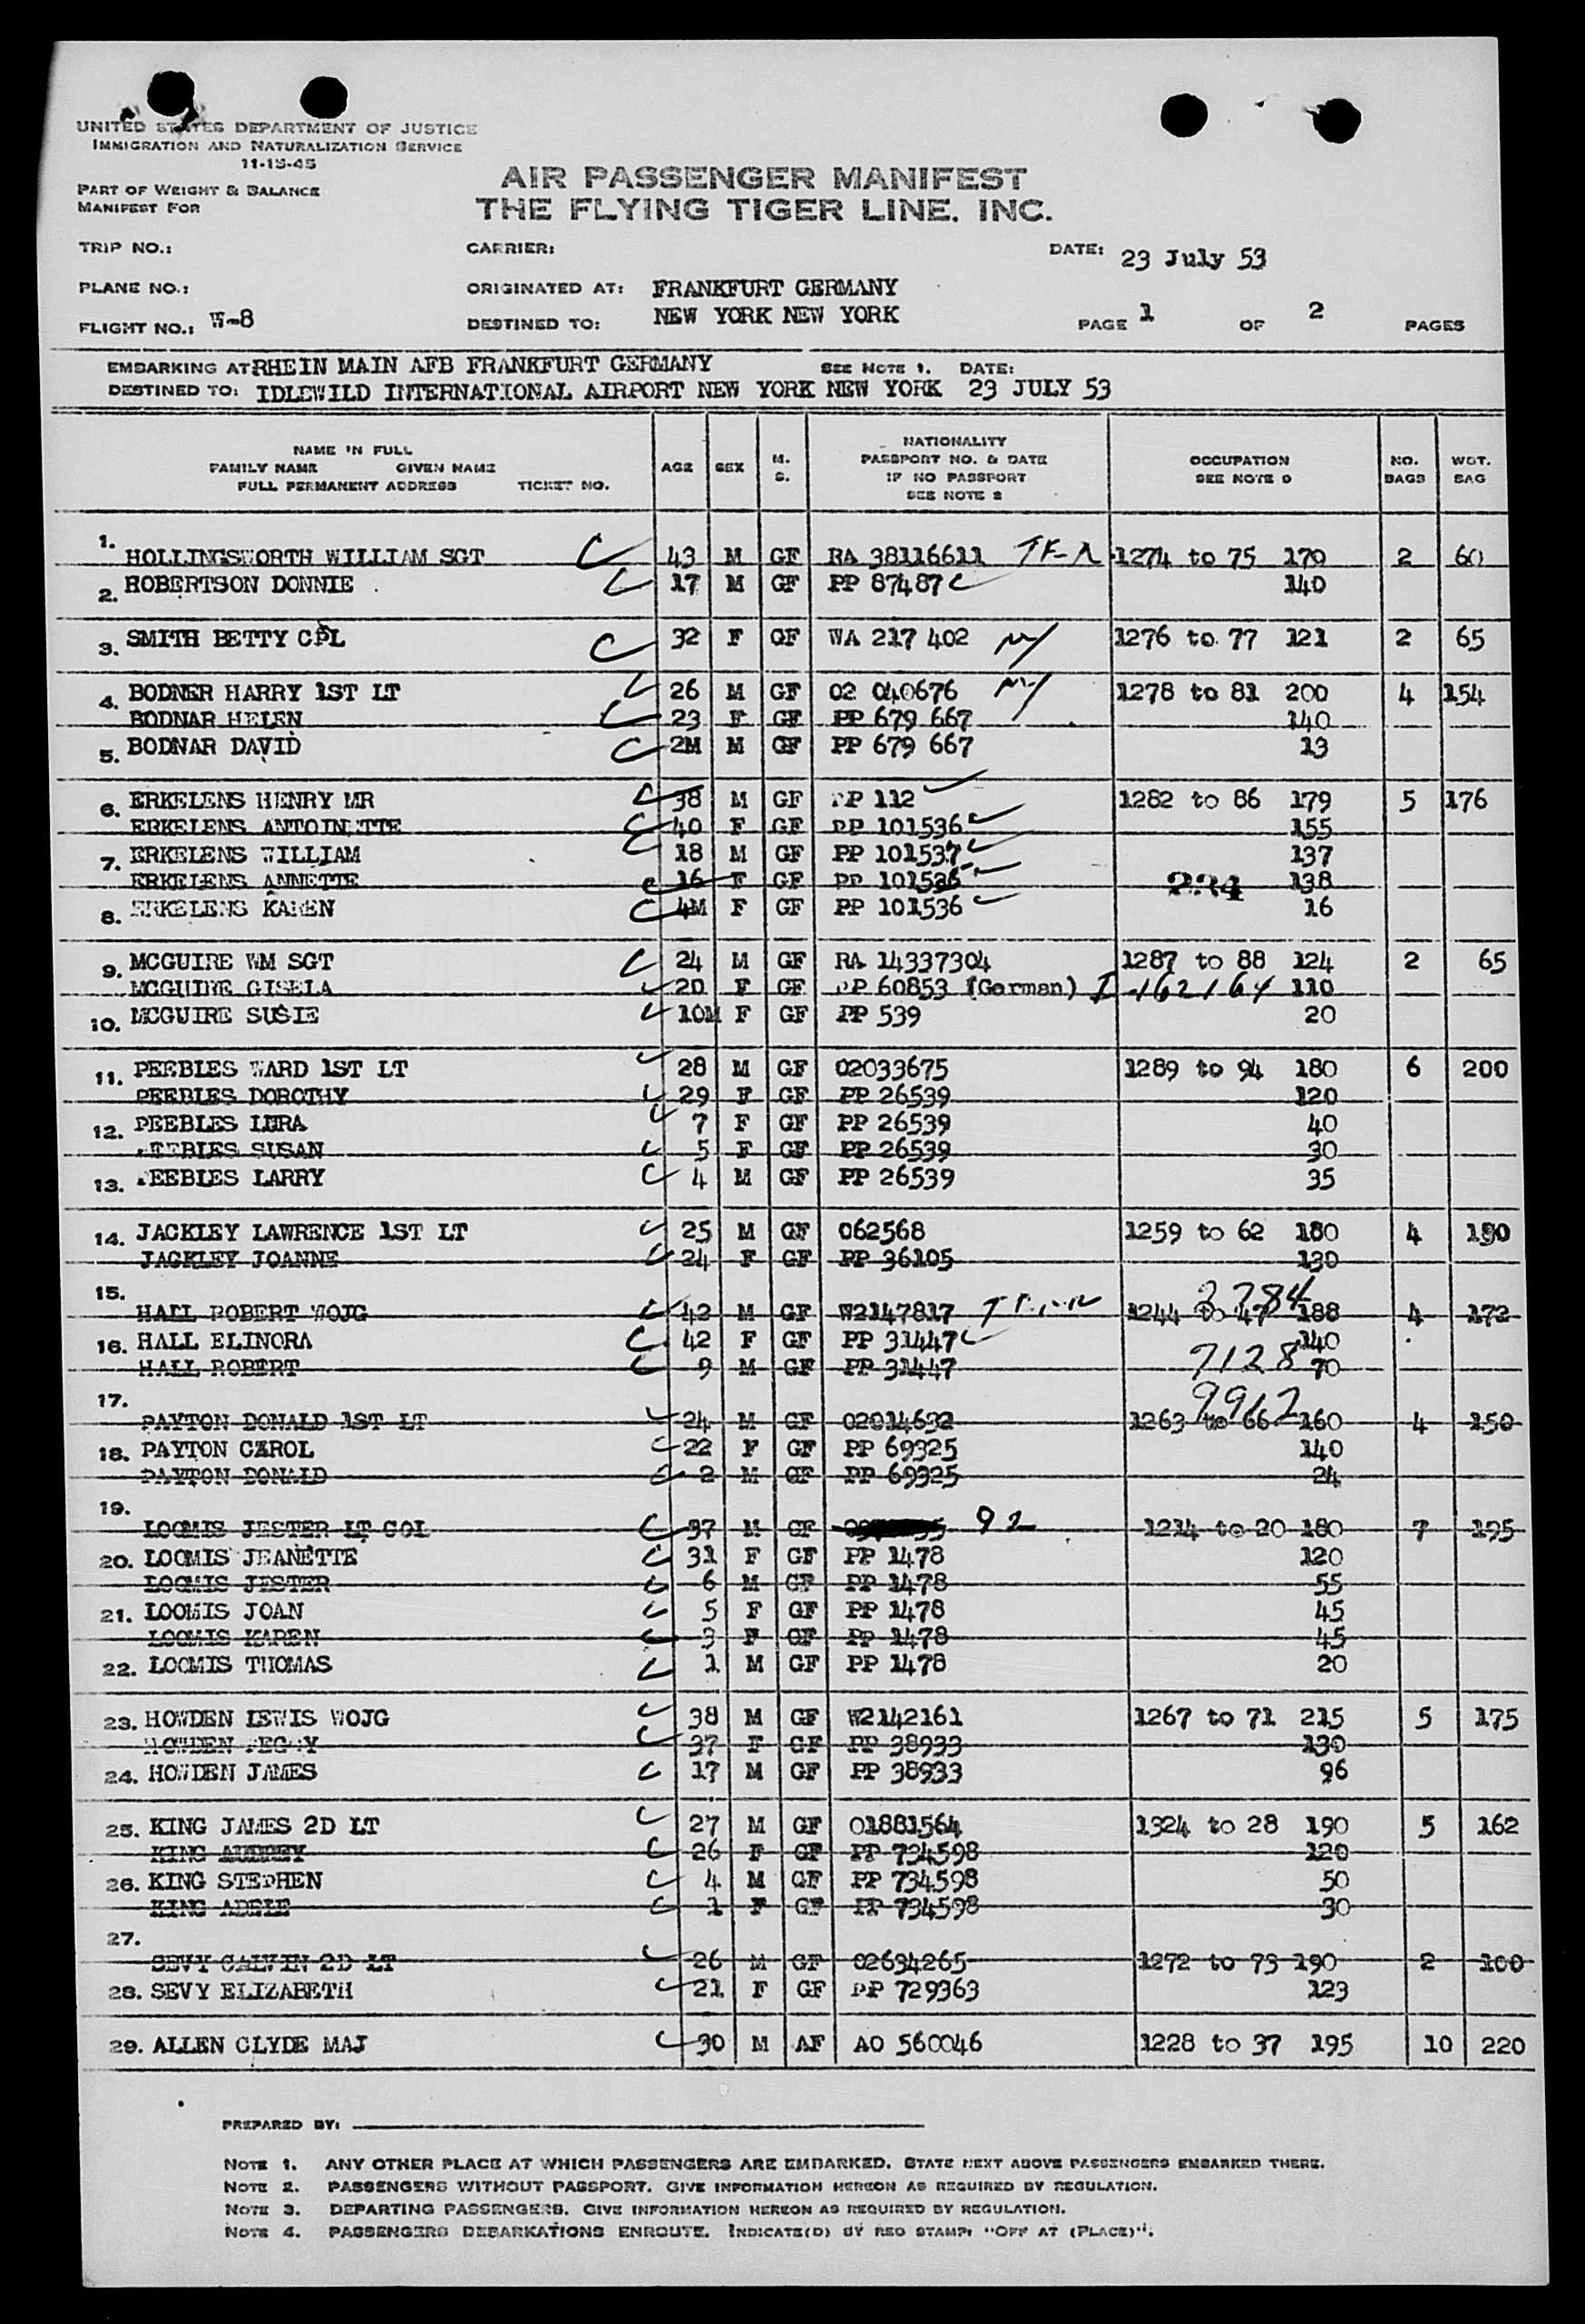 UNITED STATES DEPARTMENT OF JUSTICE
IMMIGRATION AND NATURALIZATION SERVICE
11-15-45
PART OF WEIGHT & BALANCE
MANIFEST FOR
AIR PASSENGER MANIFEST
THE FLYING TIGER LINE. INC.
TRIP NO.: CARRIER: DATE: 23 July 53
PLANE NO.: ORIGINATED AT: FRANKFURT GERMANY
FLIGHT NO.: W-8 DESTINED TO: NEW YORK NEW YORK PAGE 1 OF 2 PAGES
EMBARKING AT: RHEIN MAIN AFB FRANKFURT GERMANY SEE NOTE 1. DATE:
DESTINED TO: IDLEWILD INTERNATIONAL AIRPORT NEW YORK NEW YORK 23 JULY 53
NAME IN FULL
FAMILY NAME GIVEN NAME
FULL PERMANENT ADDRESS TICKET NO.
AGE SEX M. S.
NATIONALITY
PASSPORT NO. & DATE
IF NO PASSPORT
SEE NOTE 2
OCCUPATION
SEE NOTE 3
NO. BAGS
WGT. BAG
1. HOLLINGSWORTH WILLIAM SGT 43 M GF RA 38116611 1274 to 75 170 2 60
2. ROBERTSON DONNIE 17 M GF PP 87487 140
3. SMITH BETTY CPL 32 F GF WA 217 402 1276 to 77 121 2 65
4. BODNER HARRY 1ST LT 26 M GF 02 040676 1278 to 81 200 4 154
BODNAR HELEN 23 F GF PP 679 667 140
5. BODNAR DAVID 2M M GF PP 679 667 13
6. ERKELENS HENRY MR 38 M GF PP 112 1282 to 86 179 5 176
ERKELENS ANTOINETTE 40 F GF PP 101536 155
7. ERKELENS WILLIAM 18 M GF PP 101537 137
ERKELENS ANNETTE 16 F GF PP 101536 234 138
8. ERKELENS KAREN 4M F GF PP 101536 16
9. MCGUIRE WM SGT 24 M GF RA 14337304 1287 to 88 124 2 65
MCGUIRE GISELA 20 F GF PP 60853 (German) I-162164 110
10. MCGUIRE SUSIE 10M F GF PP 539 20
11. PEEBLES WARD 1ST LT 28 M GF 02033675 1289 to 94 180 6 200
PEEBLES DOROTHY 29 F GF PP 26539 120
12. PEEBLES LURA 7 F GF PP 26539 40
PEEBLES SUSAN 5 F GF PP 26539 30
13. PEEBLES LARRY 4 M GF PP 26539 35
14. JACKLEY LAWRENCE 1ST LT 25 M GF 062568 1259 to 62 180 4 190
JACKLEY JOANNE 24 F GF PP 36105 130
15.
HALL ROBERT WOJG 42 M GF W2147817 1244 to 47 188 4 172
2784
16. HALL ELINORA 42 F GF PP 31447 140
HALL ROBERT 9 M GF PP 31447 7128 70
17. 9912
PAYTON DONALD 1ST LT 24 M GF 02014632 1263 to 66 160 4 150
18. PAYTON CAROL 22 F GF PP 69325 140
PAYTON DONALD 2 M GF PP 69325 24
19.
LOOMIS JESTER LT COL 37 M GF 92 1214 to 20 180 7 195
20. LOOMIS JEANETTE 31 F GF PP 1478 120
LOOMIS JESTER 6 M GF PP 1478 55
21. LOOMIS JOAN 5 F GF PP 1478 45
LOOMIS KAREN 3 F GF PP 1478 45
22. LOOMIS THOMAS 1 M GF PP 1478 20
23. HOWDEN LEWIS WOJG 38 M GF W2142161 1267 to 71 215 5 175
HOWDEN PEGGY 37 F GF PP 38933 130
24. HOWDEN JAMES 17 M GF PP 38933 96
25. KING JAMES 2D LT 27 M GF 01881564 1324 to 28 190 5 162
KING AUDREY 26 F GF PP 734598 120
26. KING STEPHEN 4 M GF PP 734598 50
KING ADELE 1 F GF PP 734598 30
27.
SEVY CALVIN 2D LT 26 M GF 02634265 1272 to 73 190 2 100
28. SEVY ELIZABETH 21 F GF PP 729363 123
29. ALLEN CLYDE MAJ 30 M AF AO 560046 1228 to 37 195 10 220
PREPARED BY:
NOTE 1. ANY OTHER PLACE AT WHICH PASSENGERS ARE EMBARKED. STATE NEXT ABOVE PASSENGERS EMBARKED THERE.
NOTE 2. PASSENGERS WITHOUT PASSPORT. GIVE INFORMATION HEREON AS REQUIRED BY REGULATION.
NOTE 3. DEPARTING PASSENGERS. GIVE INFORMATION HEREON AS REQUIRED BY REGULATION.
NOTE 4. PASSENGERS DEBARKATIONS ENROUTE. INDICATE(D) BY RED STAMP: "OFF AT (PLACE)".